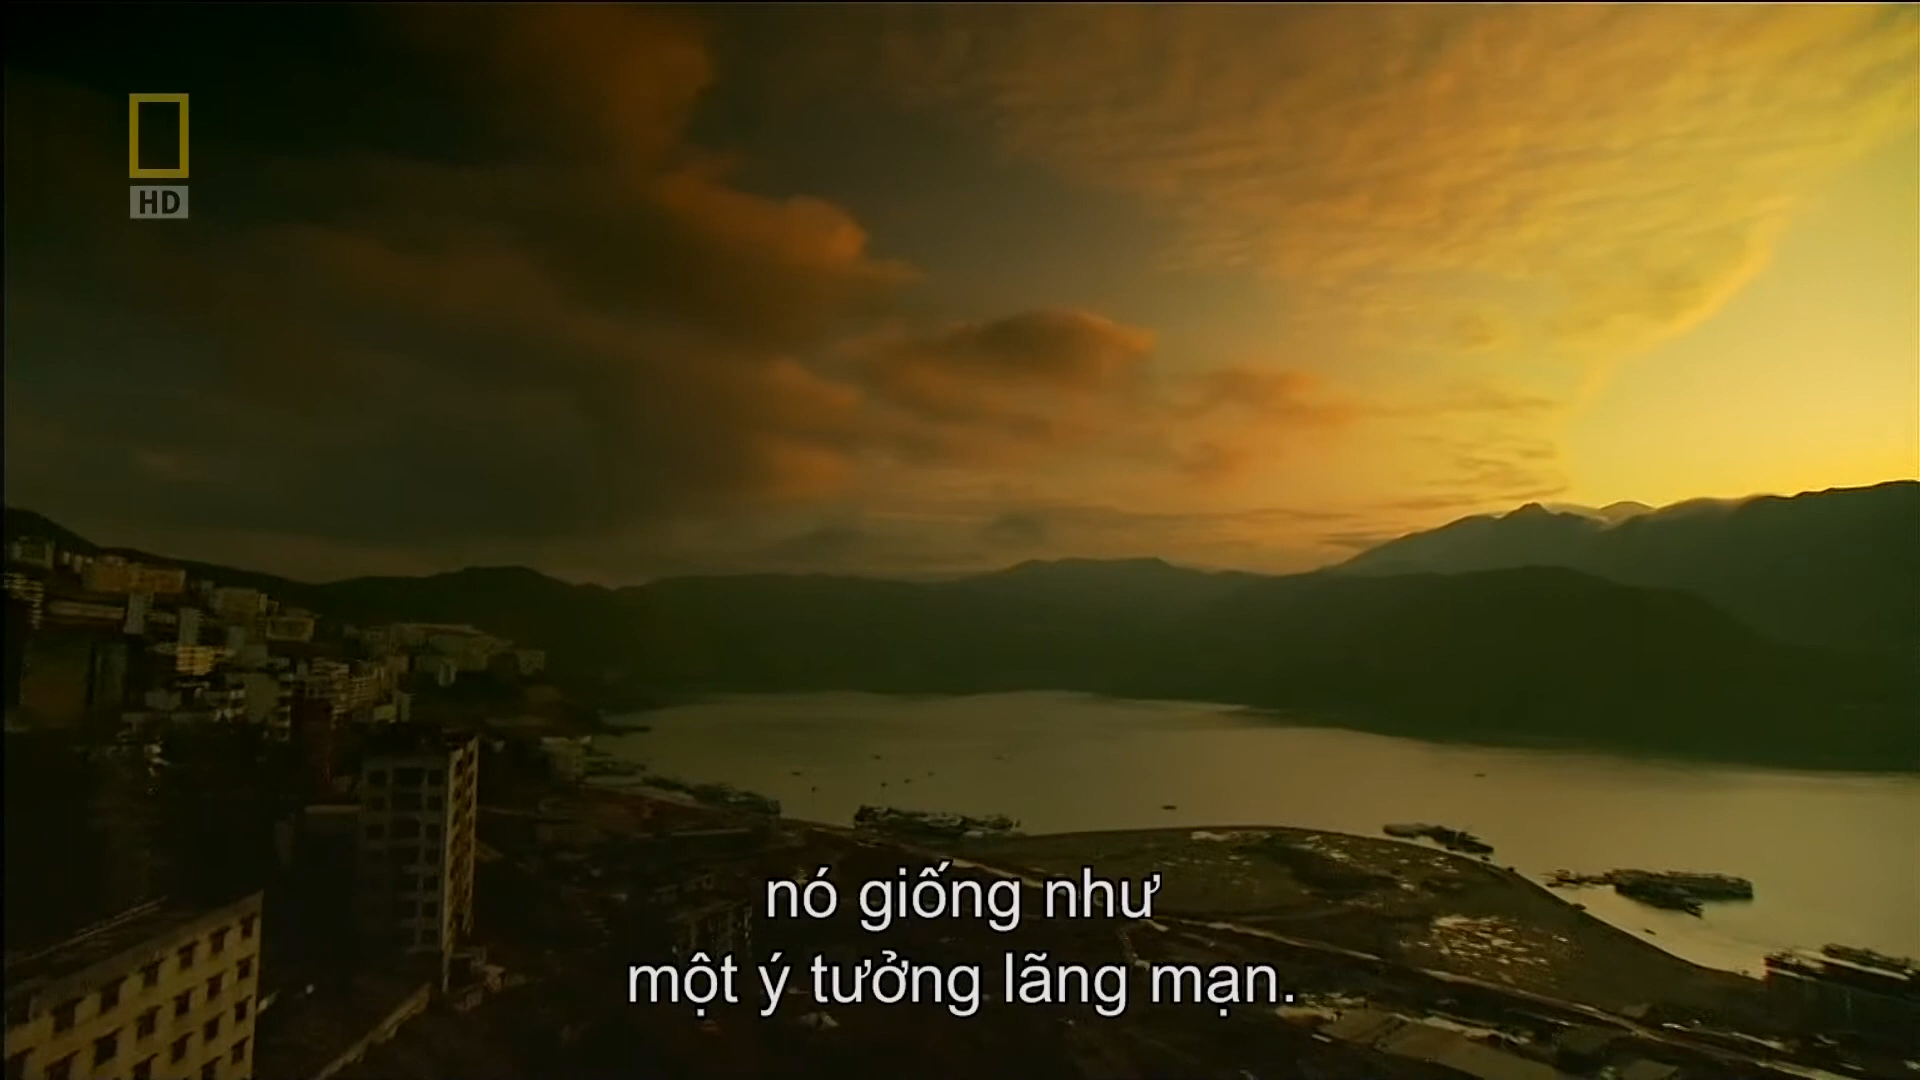 HD
nó giống như
một ý tưởng lãng mạn.